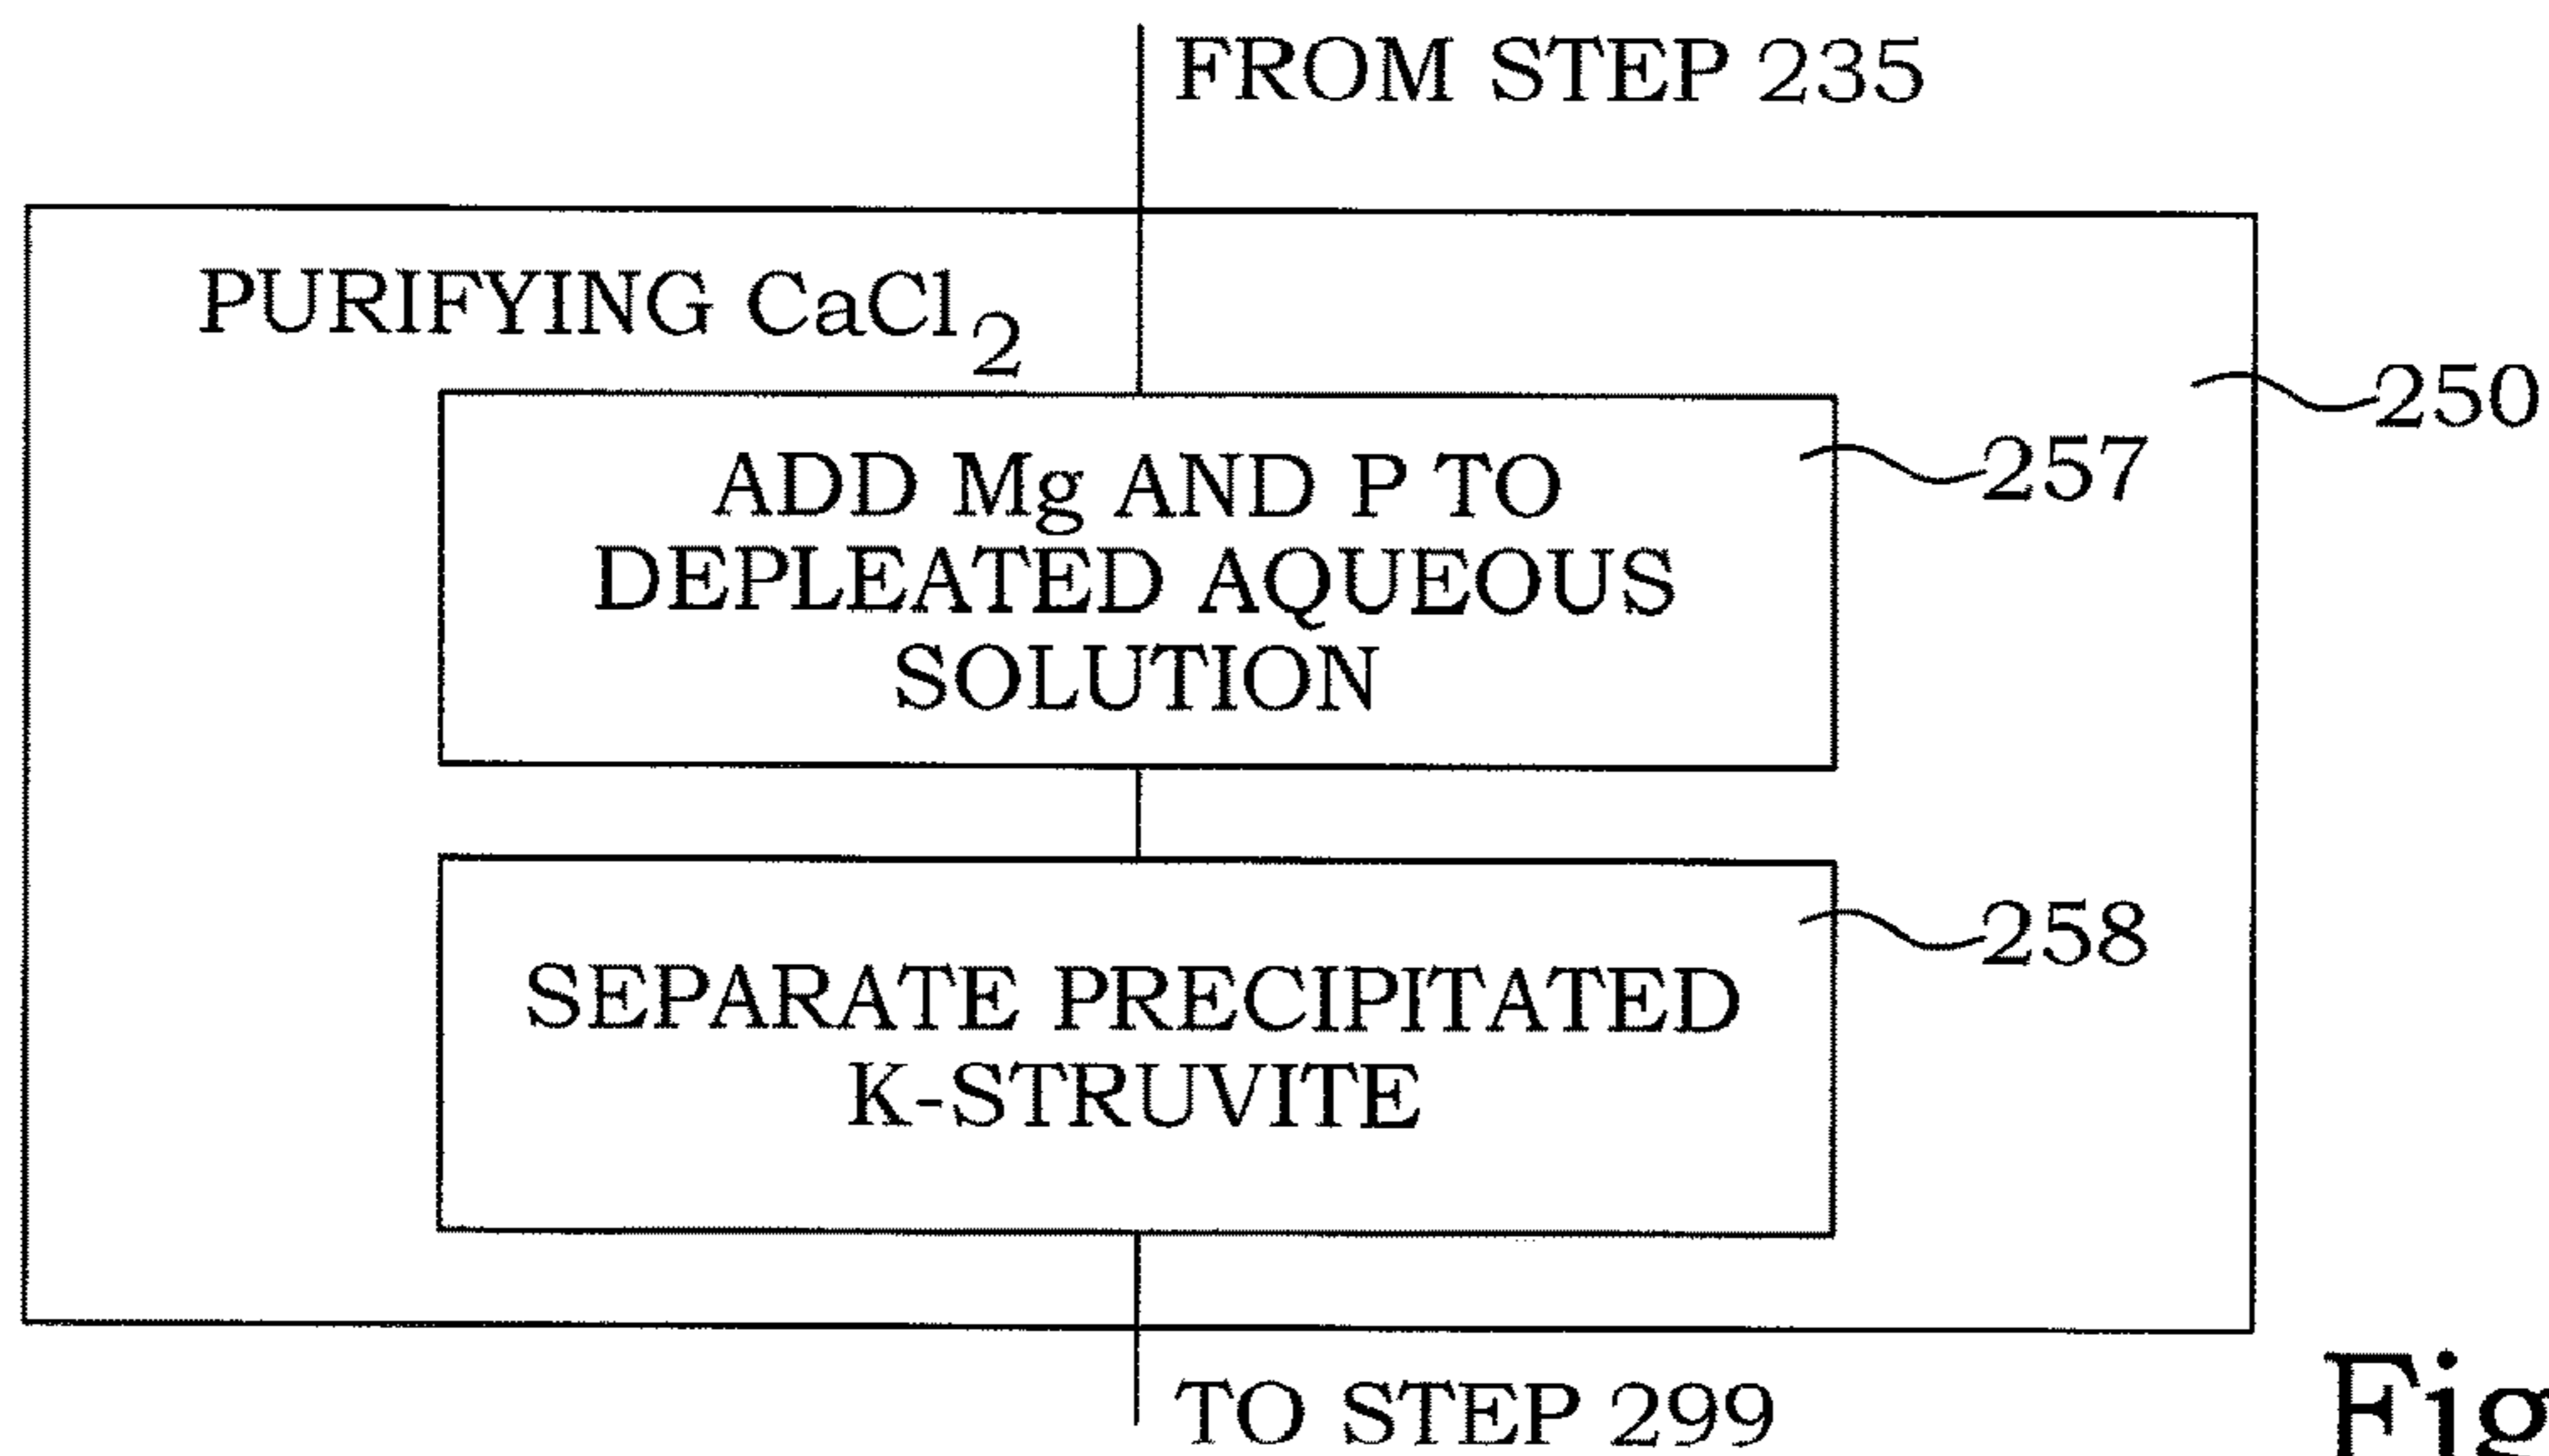 FROM STEP 235
PURIFYING CaCl2
250
ADD Mg AND P TO
257
DEPLEATED AQUEOUS
SOLUTION
258
SEPARATE PRECIPITATED
K-STRUVITE
TO STEP 299
Fig